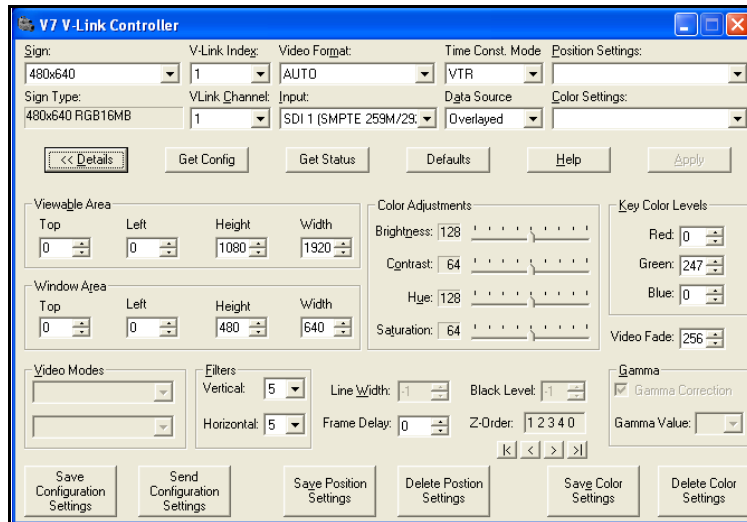 V7 V-Link Controller
Sign: V-Link Index: Video Format: Time Const. Mode Position Settings:
480x640 1 AUTO VTR
Sign Type: VLink Channel: Input: Data Source Color Settings:
480x640 RGB16MB 1 SDI 1 (SMPTE 259M/29: Overlayed
<< Details Get Config Get Status Defaults Help Apply
Viewable Area Color Adjustments Key Color Levels
Top Left Height Width Brightness: 128 Red: 0
0 0 1080 1920 Contrast: 64 Green: 247
Window Area Hue: 128 Blue: 0
Top Left Height Width Saturation: 64
0 0 480 640 Video Fade: 256
Video Modes Filters Gamma
Vertical: 5 Line Width: -1 Black Level: -1 Gamma Correction
Horizontal: 5 Frame Delay: 0 Z-Order: 1 2 3 4 0 Gamma Value:
|< < > >|
Save Configuration Settings Send Configuration Settings Save Position Settings Delete Postion Settings Save Color Settings Delete Color Settings